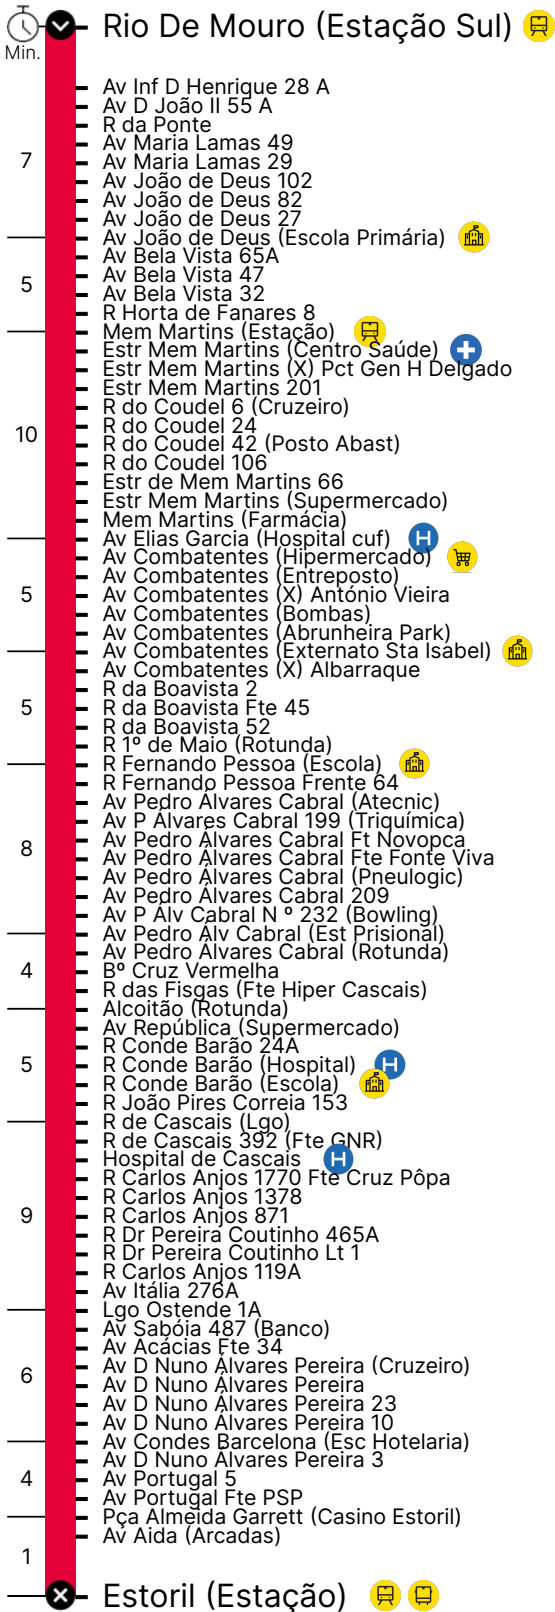 Rio De Mouro (Estação Sul)
Min.
Av Inf D Henrique 28 A
Av D João II 55 A
R da Ponte
Av Maria Lamas 49
7
Av Maria Lamas 29
Av João de Deus 102
Av João de Deus 82
Av João de Deus 27
Av João de Deus (Escola Primária)
Av Bela Vista 65A
Av Bela Vista 47
5
Av Bela Vista 32
R Horta de Fanares 8
Mem Martins (Estação)
Estr Mem Martins (Centro Saúde)
Estr Mem Martins (X) Pct Gen H Delgado
Estr Mem Martins 201
R do Coudel 6 (Cruzeiro)
R do Coudel 24
10
R do Coudel 42 (Posto Abast)
R do Coudel 106
Estr de Mem Martins 66
Estr Mem Martins (Supermercado)
Mem Martins (Farmácia)
Av Elias Garcia (Hospital cuf) H
Av Combatentes (Hipermercado)
Av Combatentes (Entreposto)
5
Av Combatentes (X) António Vieira
Av Combatentes (Bombas)
Av Combatentes (Abrunheira Park)
Av Combatentes (Externato Sta Isabel)
Av Combatentes (X) Albarraque
R da Boavista 2
5
R da Boavista Fte 45
R da Boavista 52
R 1º de Maio (Rotunda)
R Fernando Pessoa (Escola)
R Fernando Pessoa Frente 64
Av Pedro Álvares Cabral (Atecnic)
Av P Álvares Cabral 199 (Triquímica)
Av Pedro Álvares Cabral Ft Novopca
8
Av Pedro Álvares Cabral Fte Fonte Viva
Av Pedro Álvares Cabral (Pneulogic)
Av Pedro Álvares Cabral 209
Av P Álv Cabral N º 232 (Bowling)
Av Pedro Álv Cabral (Est Prisional)
Av Pedro Álvares Cabral (Rotunda)
4
Bº Cruz Vermelha
R das Fisgas (Fte Hiper Cascais)
Alcoitão (Rotunda)
Av República (Supermercado)
R Conde Barão 24A
5
R Conde Barão (Hospital) H
R Conde Barão (Escola)
R João Pires Correia 153
R de Cascais (Lgo)
R de Cascais 392 (Fte GNR)
Hospital de Cascais H
R Carlos Anjos 1770 Fte Cruz Pôpa
R Carlos Anjos 1378
9
R Carlos Anjos 871
R Dr Pereira Coutinho 465A
R Dr Pereira Coutinho Lt 1
R Carlos Anjos 119A
Av Itália 276A
Lgo Ostende 1A
Av Sabóia 487 (Banco)
Av Acácias Fte 34
6
Av D Nuno Álvares Pereira (Cruzeiro)
Av D Nuno Álvares Pereira
Av D Nuno Álvares Pereira 23
Av D Nuno Álvares Pereira 10
Av Condes Barcelona (Esc Hotelaria)
Av D Nuno Álvares Pereira 3
4
Av Portugal 5
Av Portugal Fte PSP
Pça Almeida Garrett (Casino Estoril)
Av Aida (Arcadas)
1
Estoril (Estação)